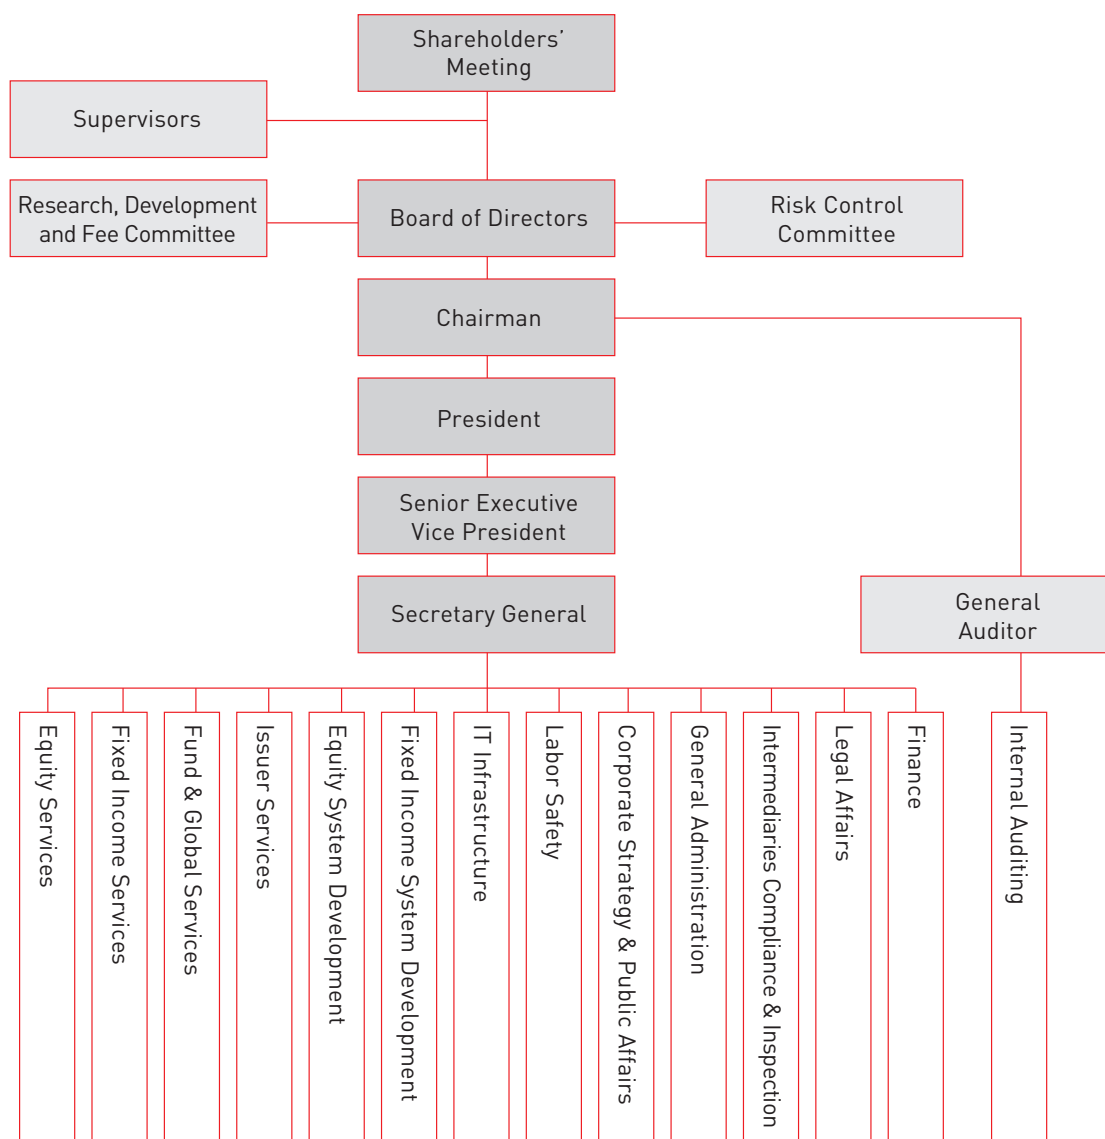 Shareholders’
Meeting
Supervisors
Research, Development
and Fee Committee
Board of Directors
Risk Control
Committee
Chairman
President
Senior Executive
Vice President
Secretary General
General
Auditor
Equity Services
Fixed Income Services
Fund & Global Services
Issuer Services
Equity System Development
Fixed Income System Development
IT Infrastructure
Labor Safety
Corporate Strategy & Public Affairs
General Administration
Intermediaries Compliance & Inspection
Legal Affairs
Finance
Internal Auditing